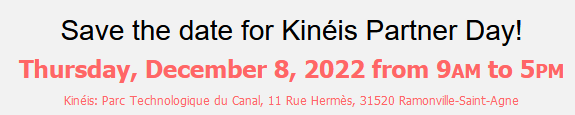 Save the date for Kinéis Partner Day!
Thursday, December 8, 2022 from 9AM to 5PM
Kinéis: Parc Technologique du Canal, 11 Rue Hermès, 31520 Ramonville-Saint-Agne